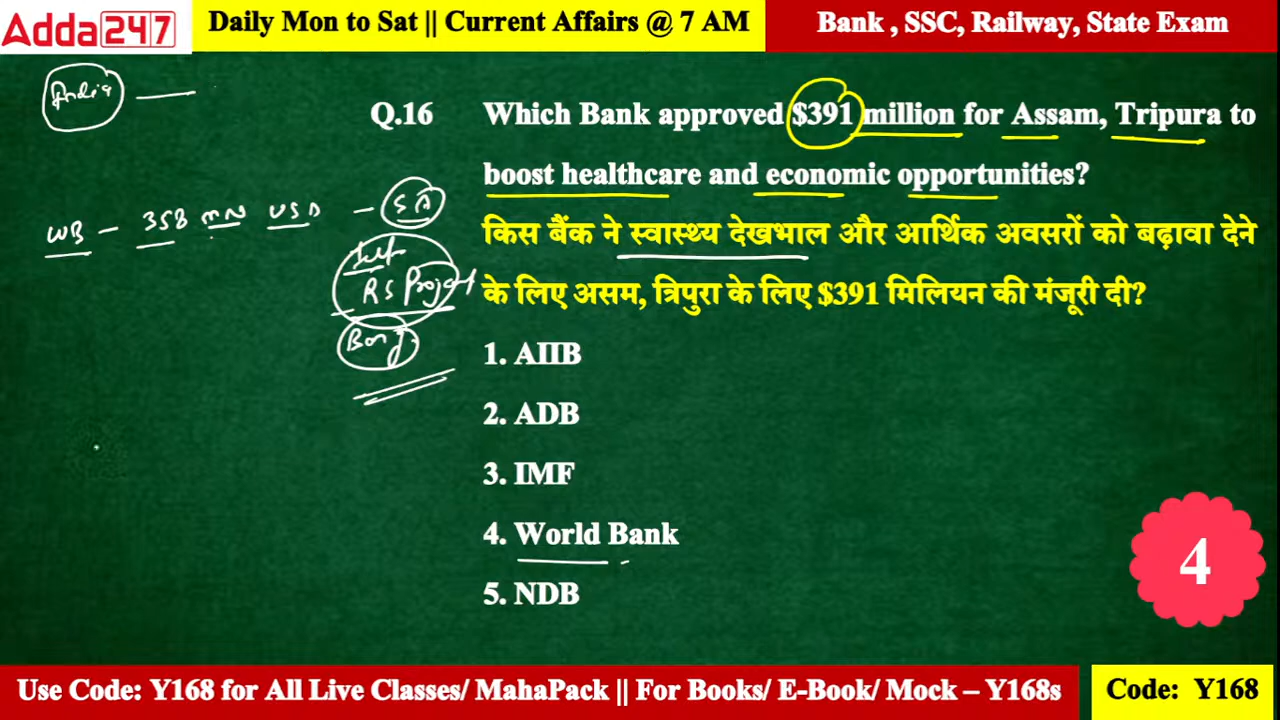 Adda247
Daily Mon to Sat || Current Affairs @ 7 AM
Bank , SSC, Railway, State Exam
India
Q.16 Which Bank approved $391 million for Assam, Tripura to
boost healthcare and economic opportunities?
WB - 358 MN USD - SA
RS Project
किस बैंक ने स्वास्थ्य देखभाल और आर्थिक अवसरों को बढ़ावा देने
के लिए असम, त्रिपुरा के लिए $391 मिलियन की मंजूरी दी?
1. AIIB
2. ADB
3. IMF
4. World Bank
5. NDB
4
Use Code: Y168 for All Live Classes/ MahaPack || For Books/ E-Book/ Mock – Y168s
Code: Y168